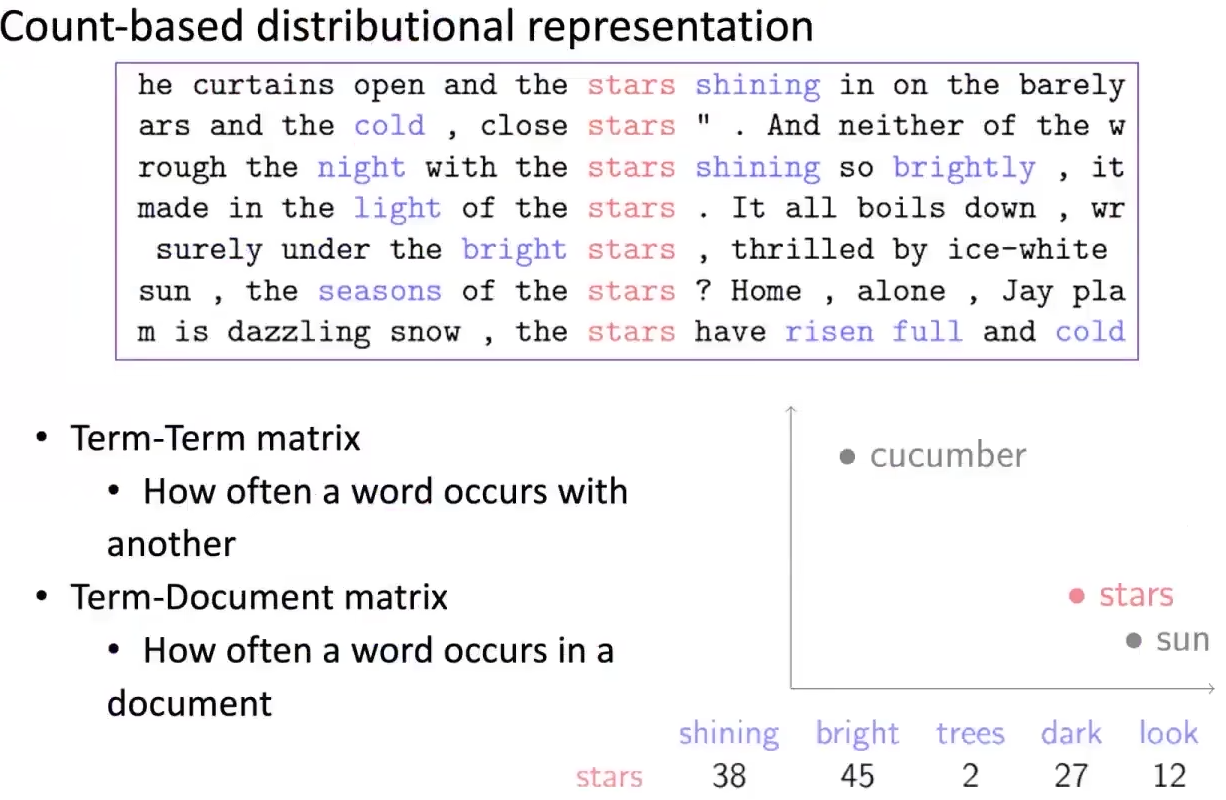 Count-based distributional representation
he curtains open and the stars shining in on the barely
ars and the cold , close stars " . And neither of the w
rough the night with the stars shining so brightly , it
made in the light of the stars . It all boils down , wr
surely under the bright stars , thrilled by ice-white
sun , the seasons of the stars ? Home , alone , Jay pla
m is dazzling snow , the stars have risen full and cold
• Term-Term matrix
• How often a word occurs with
another
• Term-Document matrix
• How often a word occurs in a
document
cucumber
stars
sun
shining bright trees dark look
stars 38 45 2 27 12